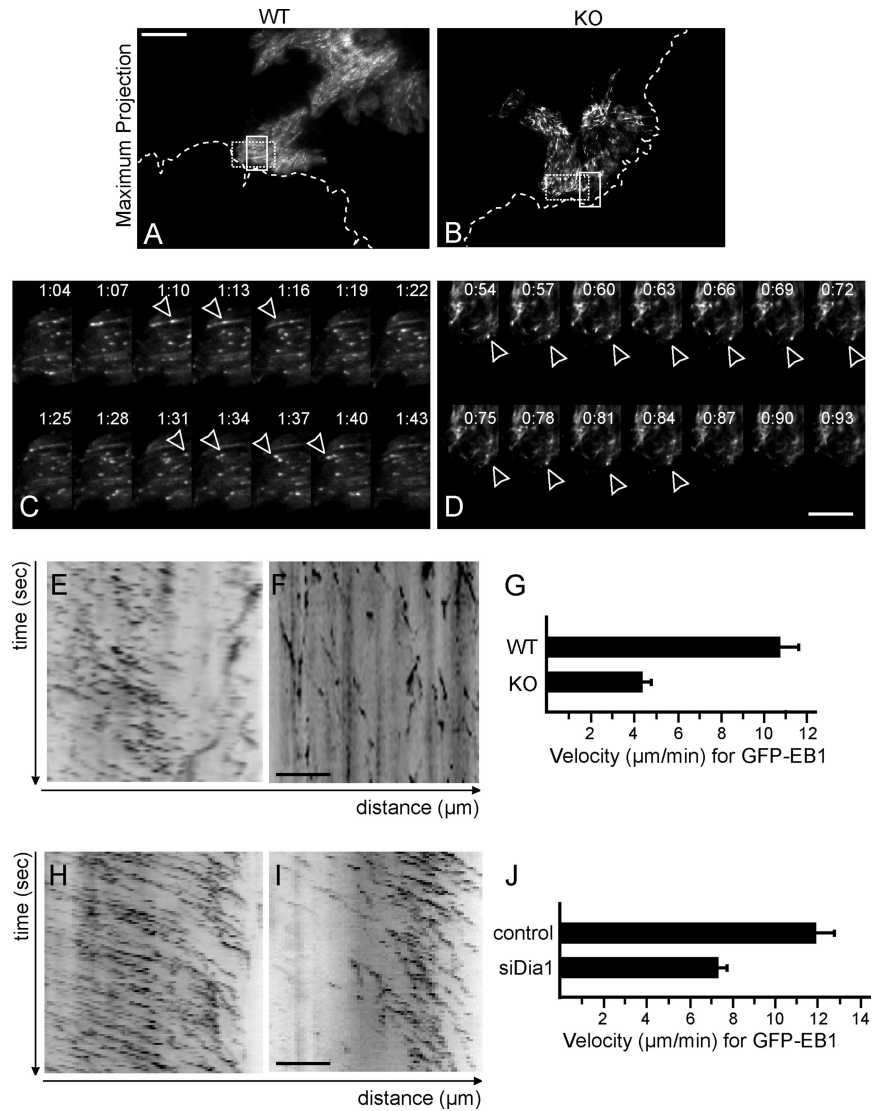 WT
KO
Maximum Projection
A
B
1:04 1:07 1:10 1:13 1:16 1:19 1:22
1:25 1:28 1:31 1:34 1:37 1:40 1:43
C
0:54 0:57 0:60 0:63 0:66 0:69 0:72
0:75 0:78 0:81 0:84 0:87 0:90 0:93
D
time (sec)
E
F
distance (µm)
G
WT
KO
2 4 6 8 10 12
Velocity (µm/min) for GFP-EB1
time (sec)
H
I
distance (µm)
J
control
siDia1
2 4 6 8 10 12 14
Velocity (µm/min) for GFP-EB1